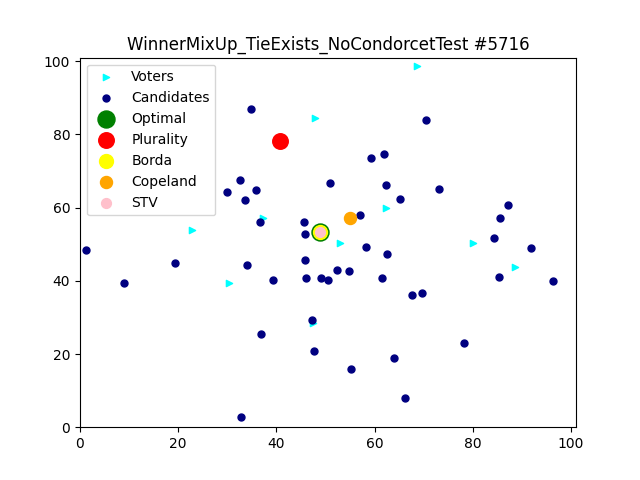 WinnerMixUp_TieExists_NoCondorcetTest #5716
Voters
Candidates
Optimal
Plurality
Borda
Copeland
STV
100
80
60
40
20
0
0 20 40 60 80 100